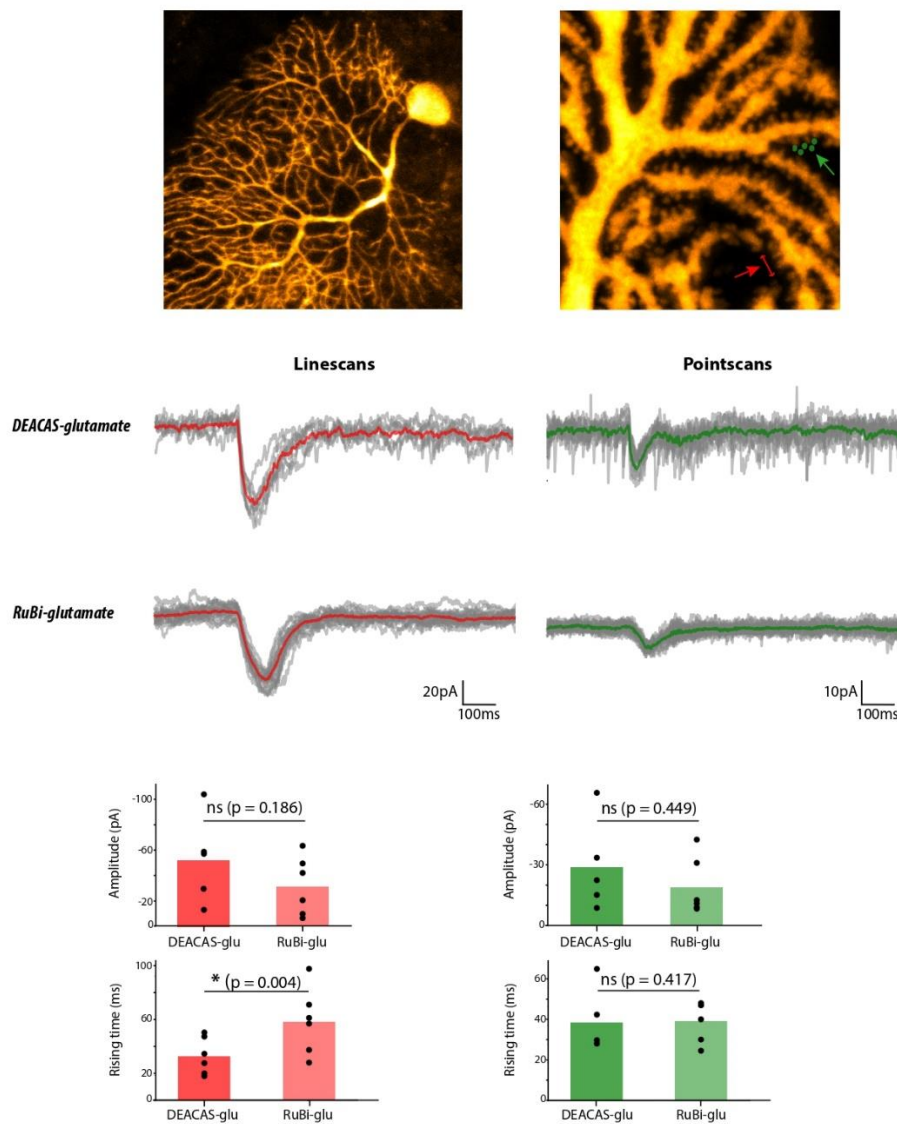 Linescans
Pointscans
DEACAS-glutamate
RuBi-glutamate
20pA
100ms
10pA
100ms
Amplitude (pA)
-100
-60
-20
0
ns (p = 0.186)
DEACAS-glu
RuBi-glu
Amplitude (pA)
-60
-30
0
ns (p = 0.449)
DEACAS-glu
RuBi-glu
Rising time (ms)
100
60
20
0
* (p = 0.004)
DEACAS-glu
RuBi-glu
Rising time (ms)
60
40
20
0
ns (p = 0.417)
DEACAS-glu
RuBi-glu